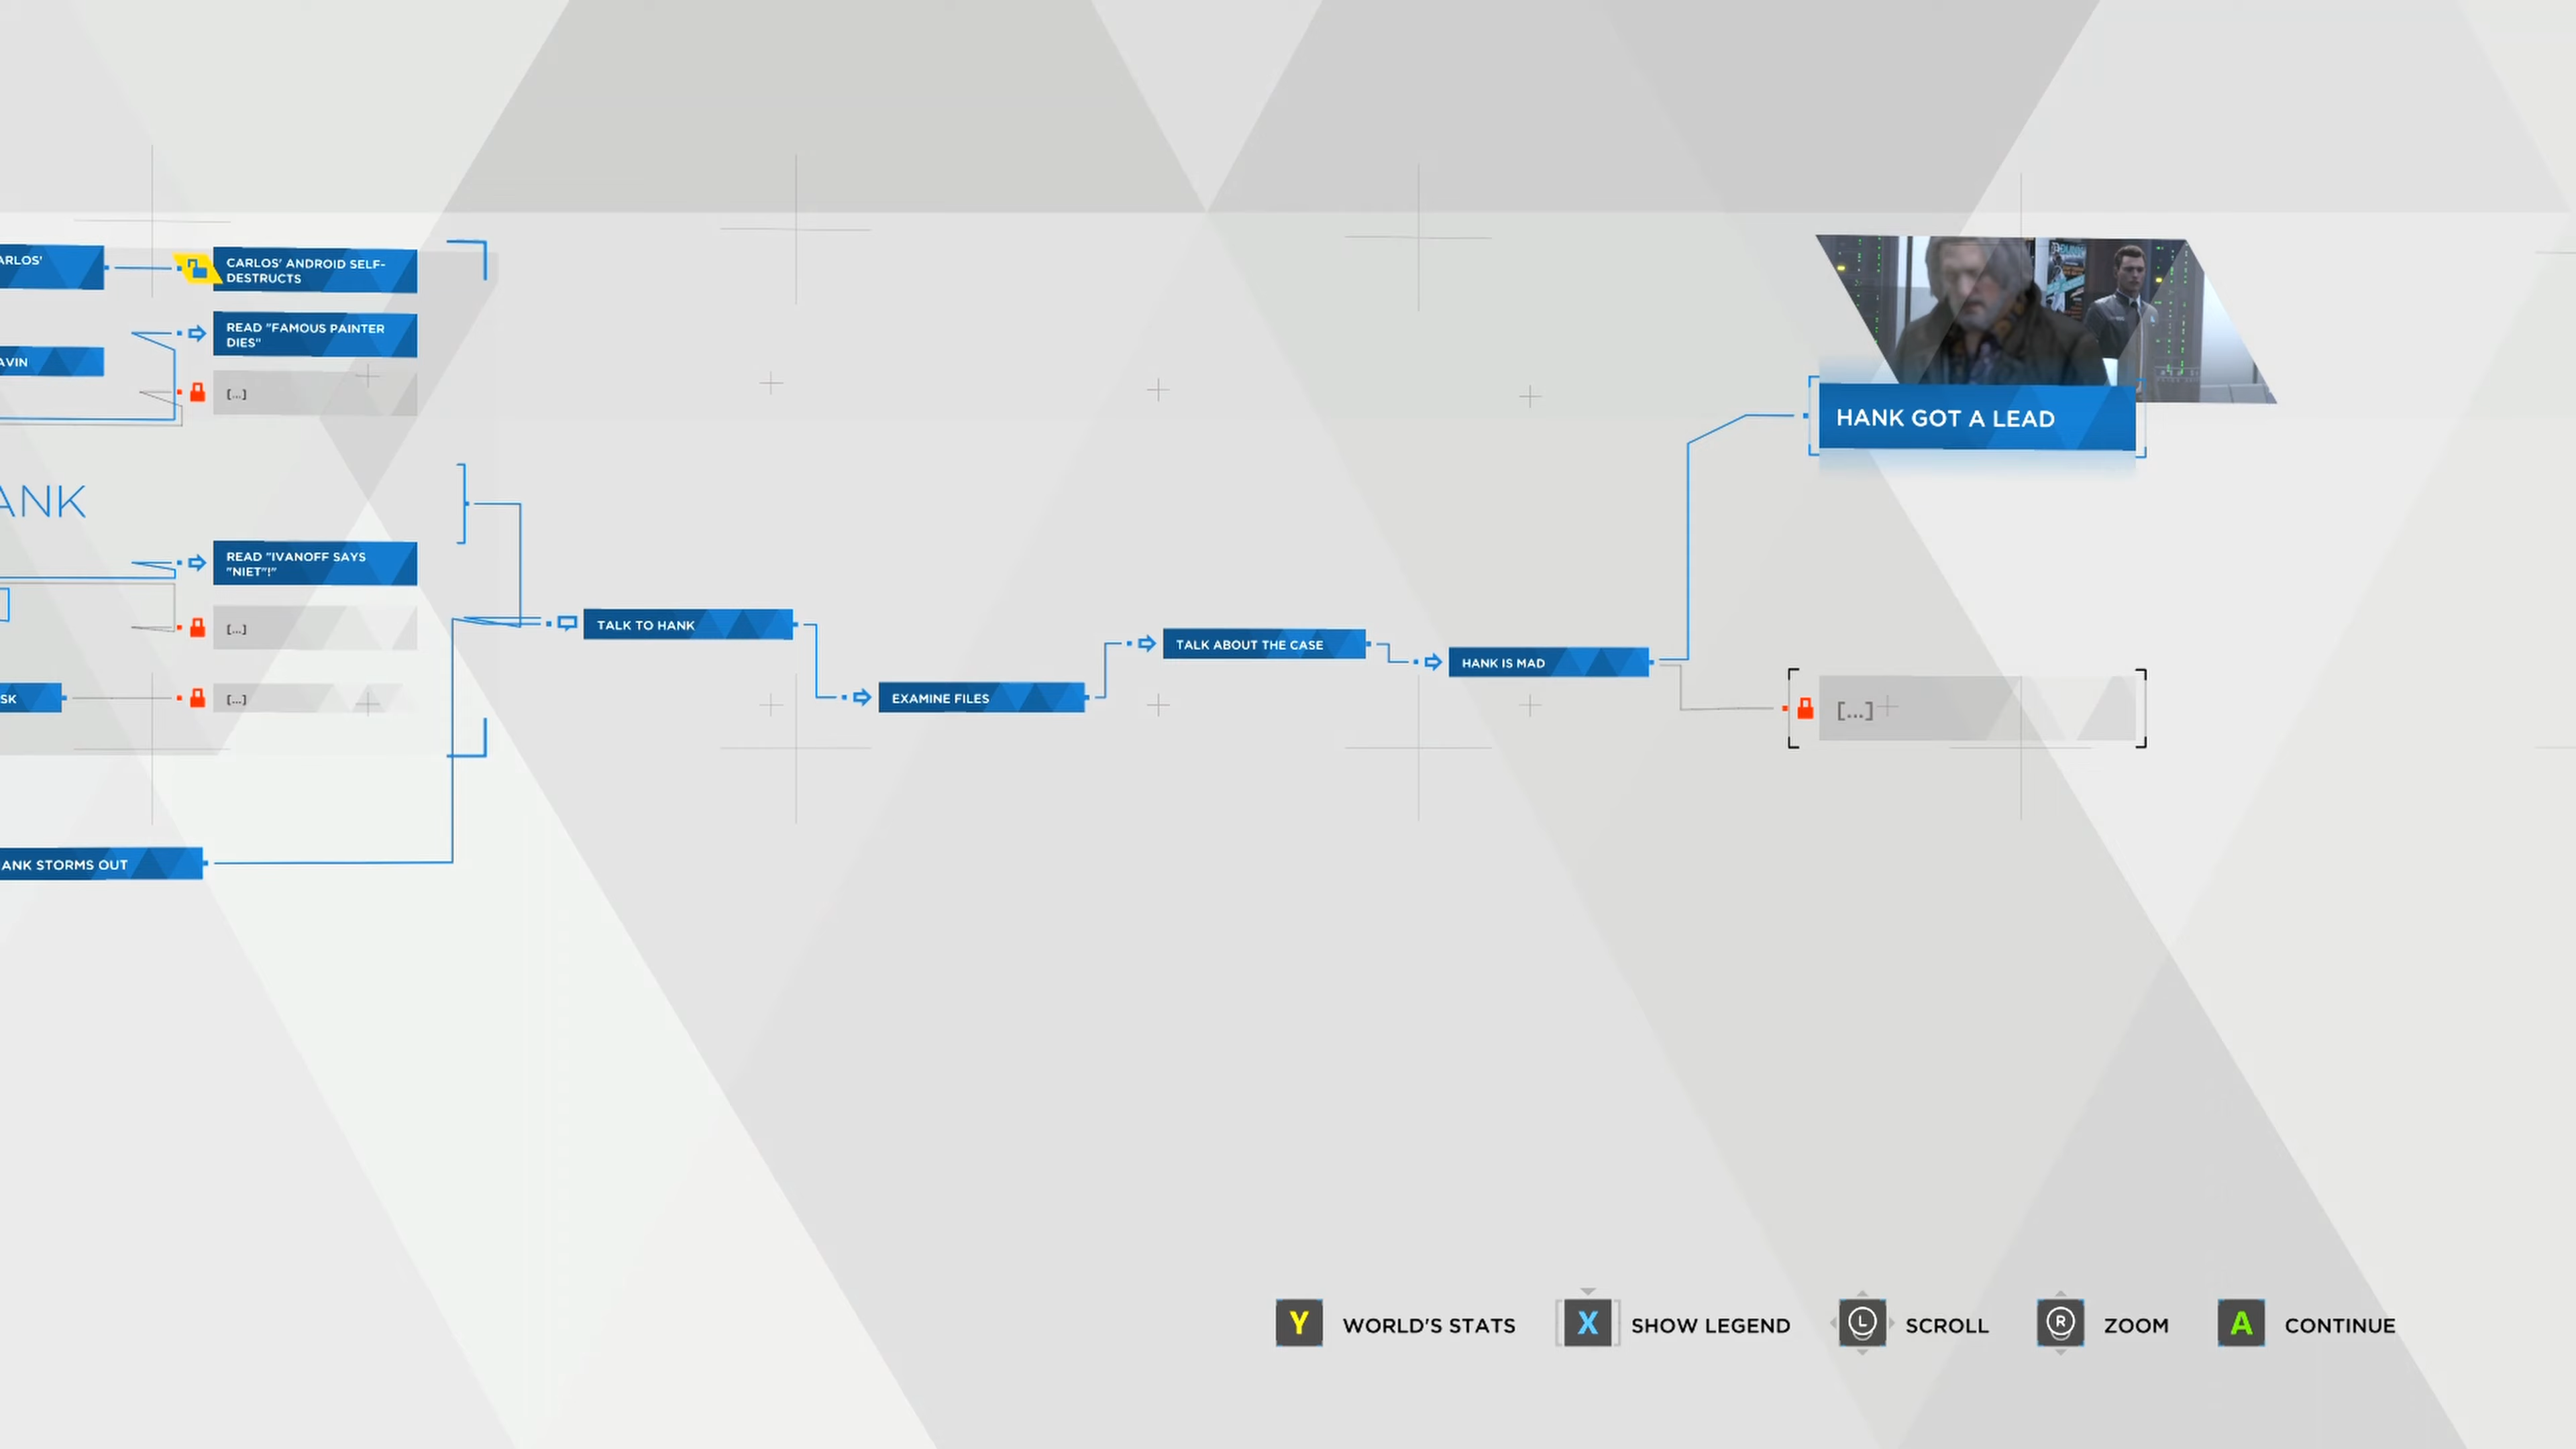 ARLOS'
CARLOS' ANDROID SELF-
DESTRUCTS
READ "FAMOUS PAINTER
DIES"
AVIN
[...]
ANK
READ "IVANOFF SAYS
"NIET"!"
[...]
SK
[...]
ANK STORMS OUT
TALK TO HANK
EXAMINE FILES
TALK ABOUT THE CASE
HANK IS MAD
HANK GOT A LEAD
[...]
Y WORLD'S STATS
X SHOW LEGEND
L SCROLL
R ZOOM
A CONTINUE